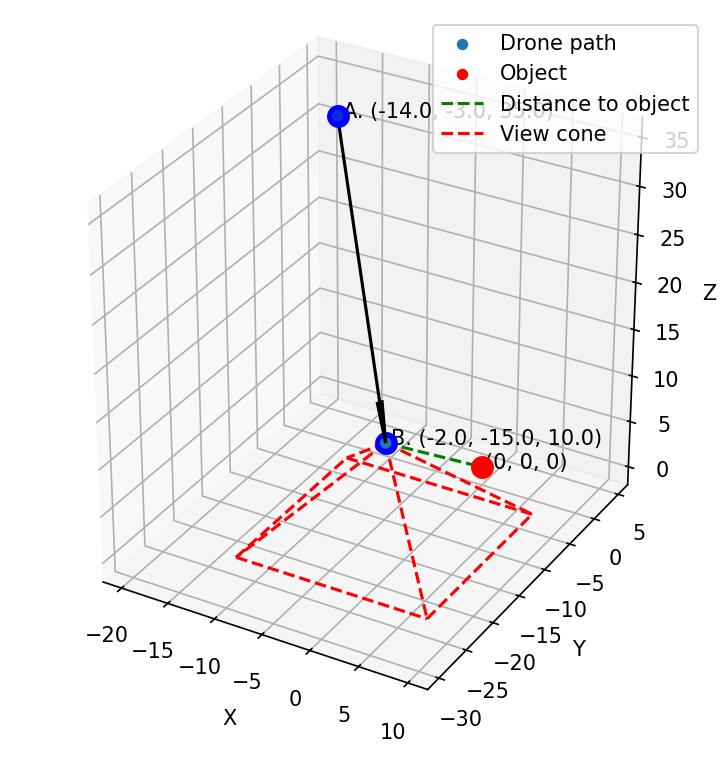 Drone path
Object
Distance to object
View cone
A. (-14.0, -3.0, 35.0)
35
30
25
20
15
10
5
0
Z
B. (-2.0, -15.0, 10.0)
(0, 0, 0)
5
0
−5
−10
−15
−20
−25
−30
Y
−20
−15
−10
−5
0
5
10
X